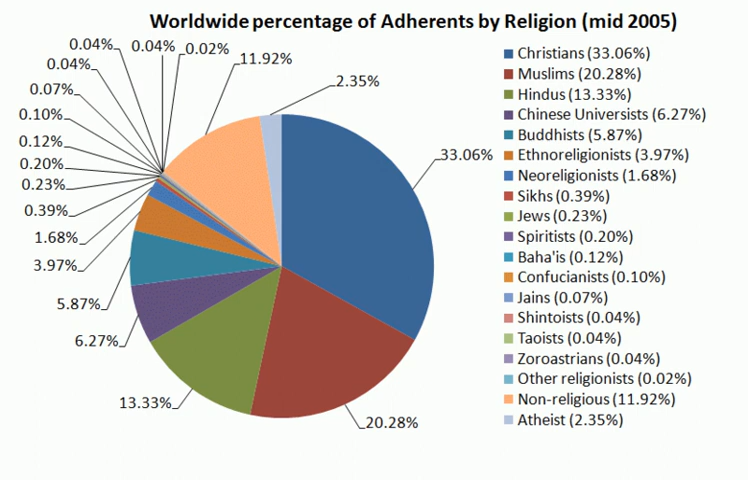 Worldwide percentage of Adherents by Religion (mid 2005)
0.04%
0.04%
0.02%
0.04%
11.92%
2.35%
0.07%
0.10%
0.12%
0.20%
0.23%
0.39%
1.68%
3.97%
5.87%
6.27%
13.33%
20.28%
33.06%
Christians (33.06%)
Muslims (20.28%)
Hindus (13.33%)
Chinese Universists (6.27%)
Buddhists (5.87%)
Ethnoreligionists (3.97%)
Neoreligionists (1.68%)
Sikhs (0.39%)
Jews (0.23%)
Spiritists (0.20%)
Baha'is (0.12%)
Confucianists (0.10%)
Jains (0.07%)
Shintoists (0.04%)
Taoists (0.04%)
Zoroastrians (0.04%)
Other religionists (0.02%)
Non-religious (11.92%)
Atheist (2.35%)